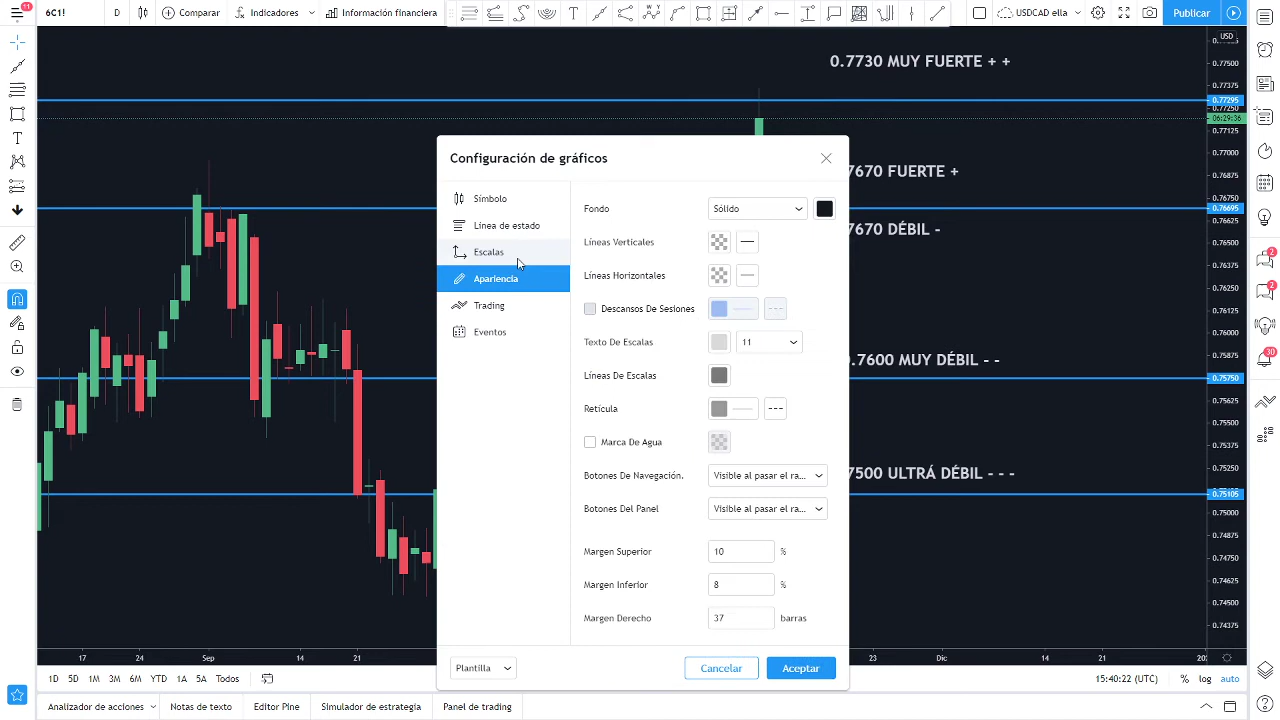 11
6C1!
D
Comparar
Indicadores
Información financiera
USDCAD ella
Publicar
USD
0.7730 MUY FUERTE + +
0.77500
0.77375
0.77295
0.77250
06:29:36
0.77125
Configuración de gráficos
0.77000
7670 FUERTE +
0.76875
Símbolo
Fondo
Sólido
0.76695
Línea de estado
7670 DÉBIL -
0.76625
Líneas Verticales
0.76500
Escalas
0.76375
Apariencia
Líneas Horizontales
2
0.76250
Trading
Descansos De Sesiones
0.76125
Eventos
Texto De Escalas
11
0.76000
30
0.7600 MUY DÉBIL - -
0.75875
Líneas De Escalas
0.75750
0.75625
Retícula
0.75500
Marca De Agua
0.75375
7500 ULTRÁ DÉBIL - - -
0.75250
Botones De Navegación.
Visible al pasar el ra...
0.75105
Botones Del Panel
Visible al pasar el ra...
0.75000
0.74875
Margen Superior
10
%
0.74750
Margen Inferior
8
%
0.74625
0.74500
Margen Derecho
37
barras
0.74375
17
24
Sep
14
21
23
Dic
14
21
Plantilla
Cancelar
Aceptar
1D
5D
1M
3M
6M
YTD
1A
5A
Todos
15:40:22 (UTC-5)
%
log
auto
Analizador de acciones
Notas de texto
Editor Pine
Simulador de estrategia
Panel de trading